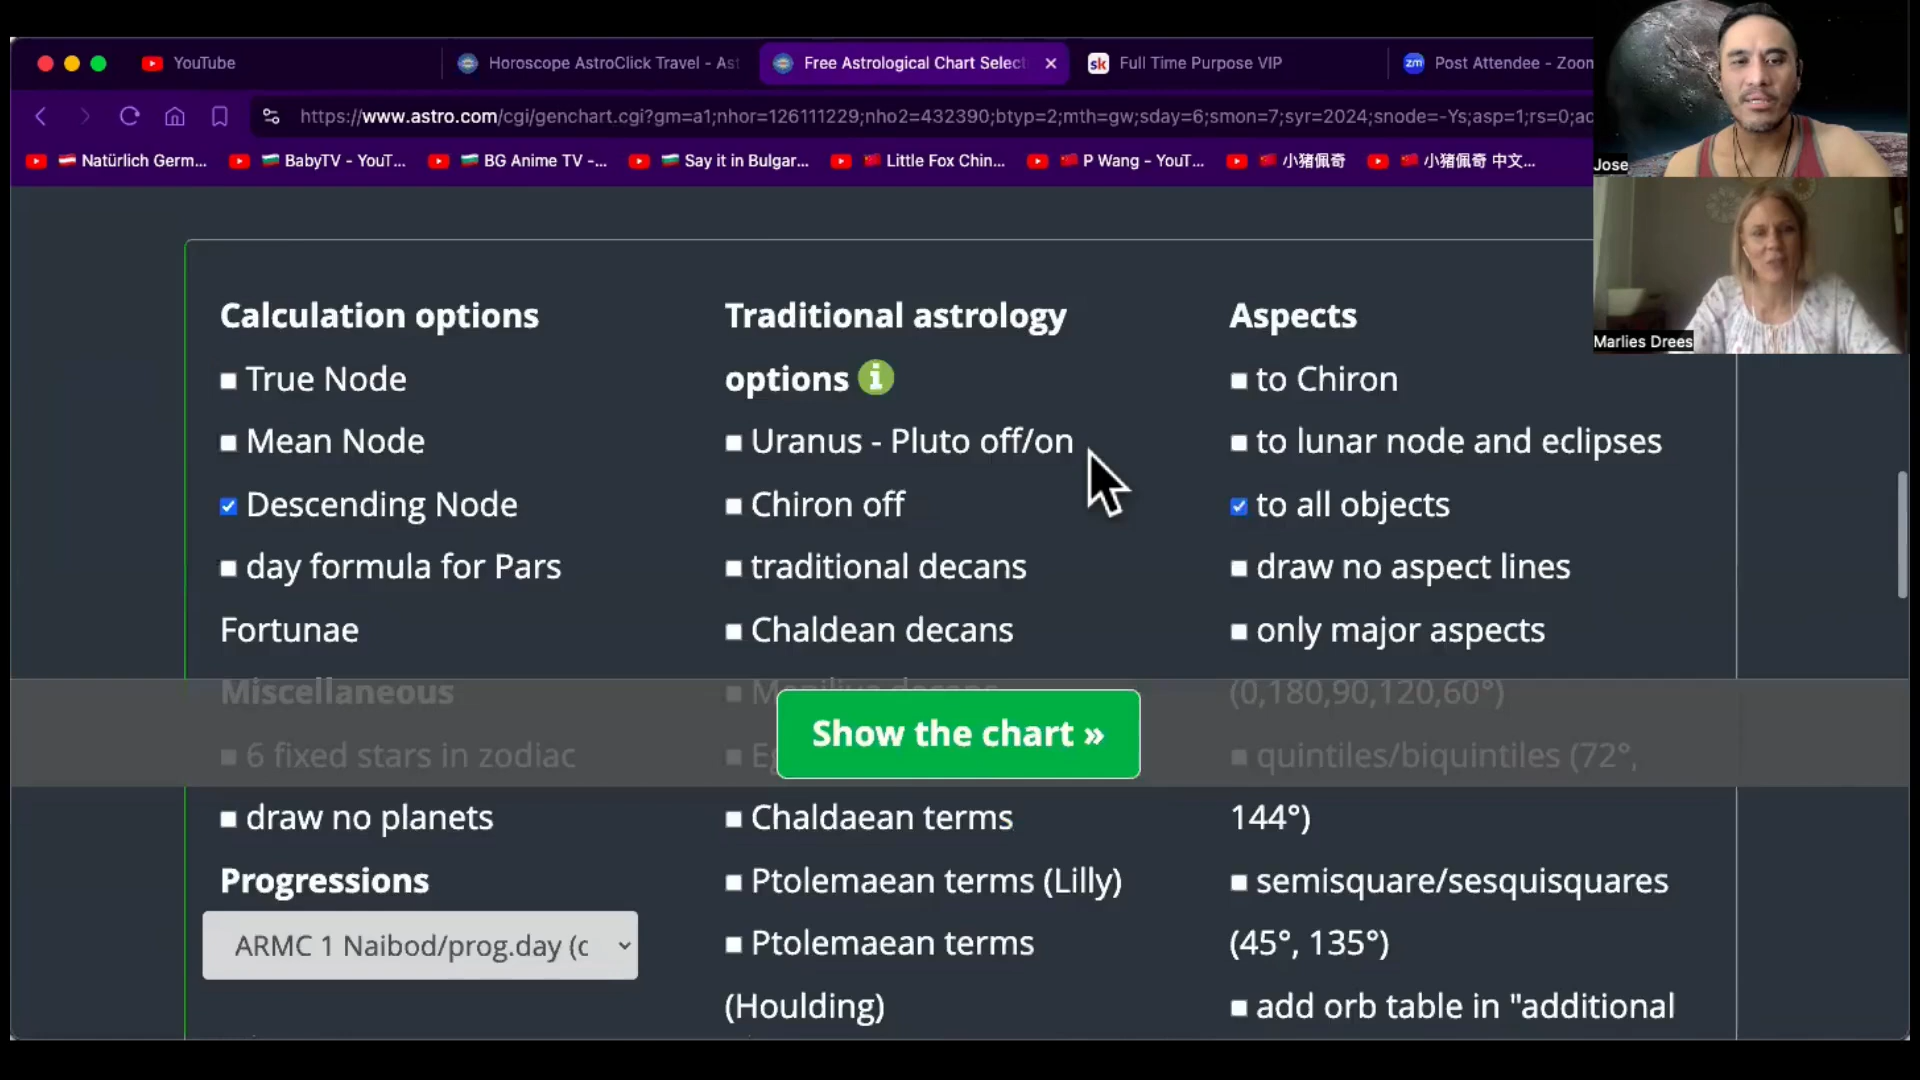 YouTube
Horoscope AstroClick Travel - Ast
Free Astrological Chart Select
Full Time Purpose VIP
Post Attendee - Zoom
https://www.astro.com/cgi/genchart.cgi?gm=a1;nhor=126111229;nho2=432390;btyp=2;mth=gw;sday=6;smon=7;syr=2024;snode=-Ys;asp=1;rs=0;ac
Natürlich Germ...
BabyTV - YouT...
BG Anime TV -...
Say it in Bulgar...
Little Fox Chin...
P Wang - YouT...
小猪佩奇
小猪佩奇 中文...
Jose
Marlies Drees
Calculation options
True Node
Mean Node
Descending Node
day formula for Pars
Fortunae
Miscellaneous
6 fixed stars in zodiac
draw no planets
Progressions
ARMC 1 Naibod/prog.day (c
Traditional astrology
options
Uranus - Pluto off/on
Chiron off
traditional decans
Chaldean decans
Show the chart »
Chaldaean terms
Ptolemaean terms (Lilly)
Ptolemaean terms
(Houlding)
Aspects
to Chiron
to lunar node and eclipses
to all objects
draw no aspect lines
only major aspects
(0,180,90,120,60°)
quintiles/biquintiles (72°,
144°)
semisquare/sesquisquares
(45°, 135°)
add orb table in "additional